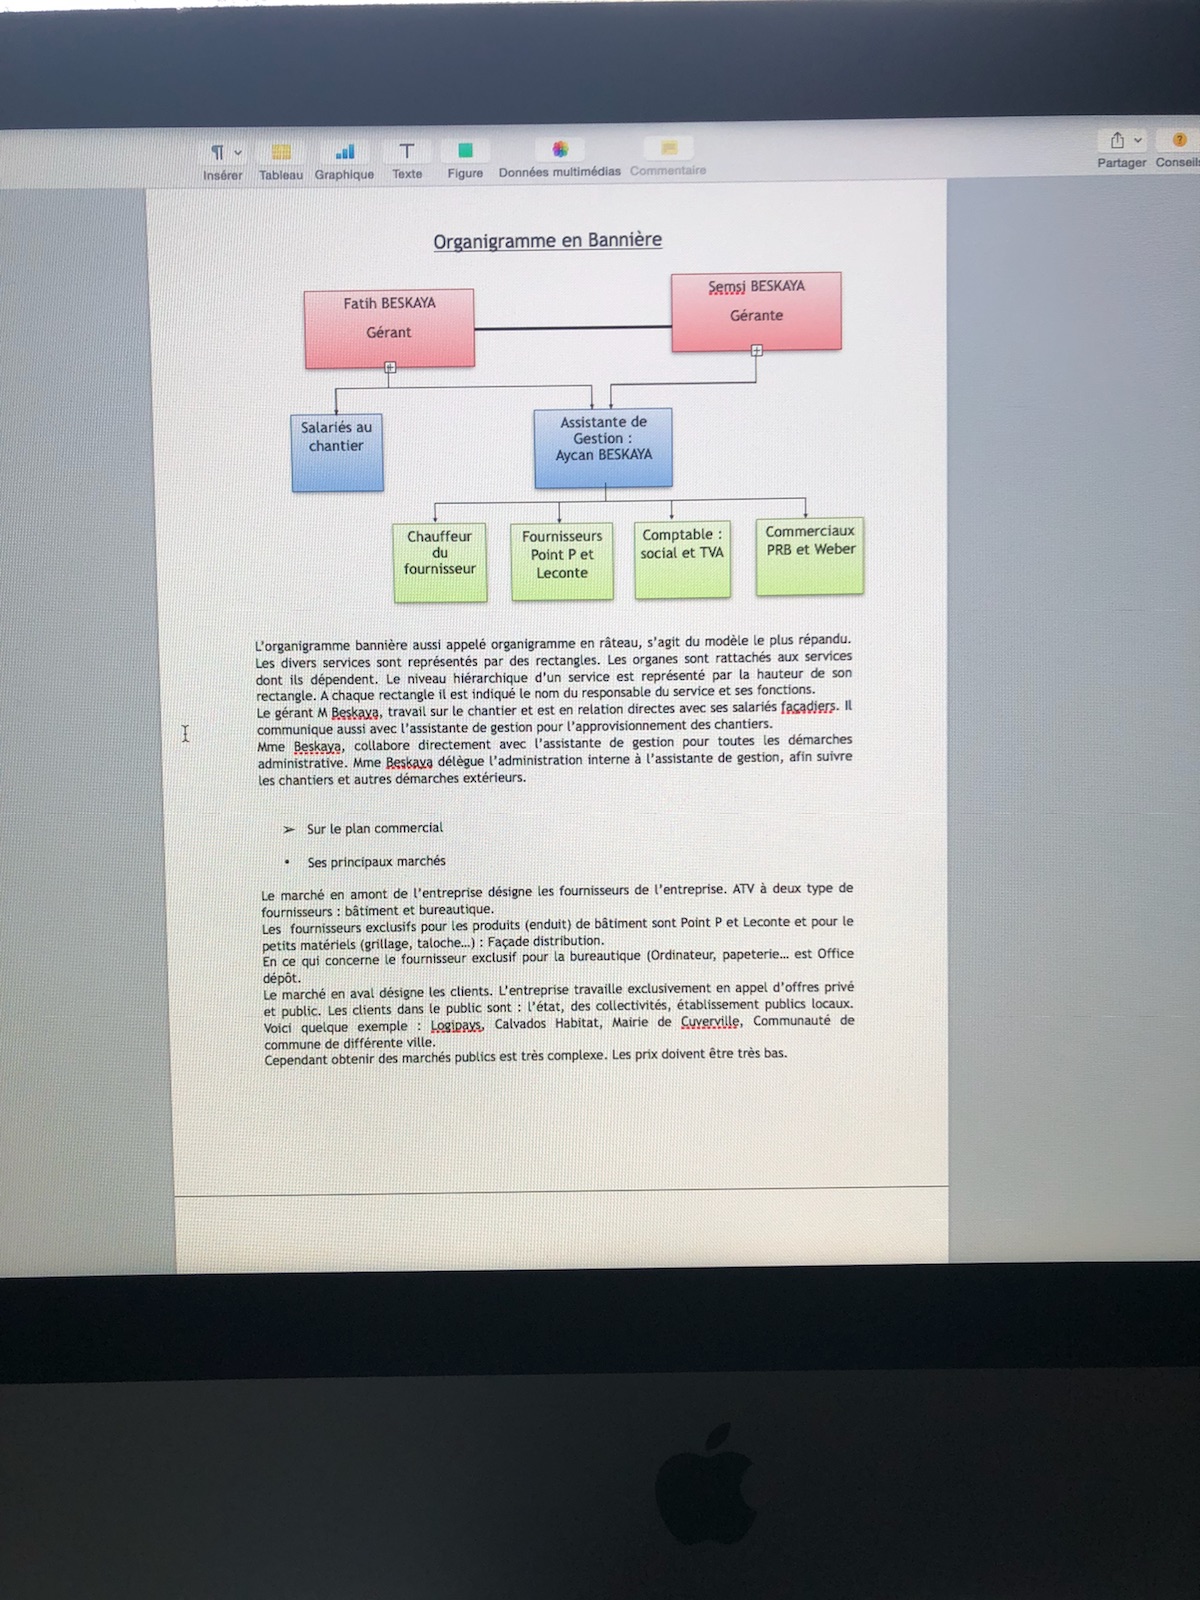 Insérer
Tableau
Graphique
Texte
Figure
Données multimédias
Commentaire
Partager
Conseils
Organigramme en Bannière
Fatih BESKAYA
Gérant
Semsi BESKAYA
Gérante
Salariés au
chantier
Assistante de
Gestion :
Aycan BESKAYA
Chauffeur
du
fournisseur
Fournisseurs
Point P et
Leconte
Comptable :
social et TVA
Commerciaux
PRB et Weber
L'organigramme bannière aussi appelé organigramme en râteau, s'agit du modèle le plus répandu.
Les divers services sont représentés par des rectangles. Les organes sont rattachés aux services
dont ils dépendent. Le niveau hiérarchique d'un service est représenté par la hauteur de son
rectangle. A chaque rectangle il est indiqué le nom du responsable du service et ses fonctions.
Le gérant M Beskaya, travail sur le chantier et est en relation directes avec ses salariés façadiers. Il
communique aussi avec l'assistante de gestion pour l'approvisionnement des chantiers.
Mme Beskaya, collabore directement avec l'assistante de gestion pour toutes les démarches
administrative. Mme Beskaya délègue l'administration interne à l'assistante de gestion, afin suivre
les chantiers et autres démarches extérieurs.
➢ Sur le plan commercial
• Ses principaux marchés
Le marché en amont de l'entreprise désigne les fournisseurs de l'entreprise. ATV à deux type de
fournisseurs : bâtiment et bureautique.
Les fournisseurs exclusifs pour les produits (enduit) de bâtiment sont Point P et Leconte et pour le
petits matériels (grillage, taloche...) : Façade distribution.
En ce qui concerne le fournisseur exclusif pour la bureautique (Ordinateur, papeterie... est Office
dépôt.
Le marché en aval désigne les clients. L'entreprise travaille exclusivement en appel d'offres privé
et public. Les clients dans le public sont : l'état, des collectivités, établissement publics locaux.
Voici quelque exemple : Logipays, Calvados Habitat, Mairie de Cuverville, Communauté de
commune de différente ville.
Cependant obtenir des marchés publics est très complexe. Les prix doivent être très bas.